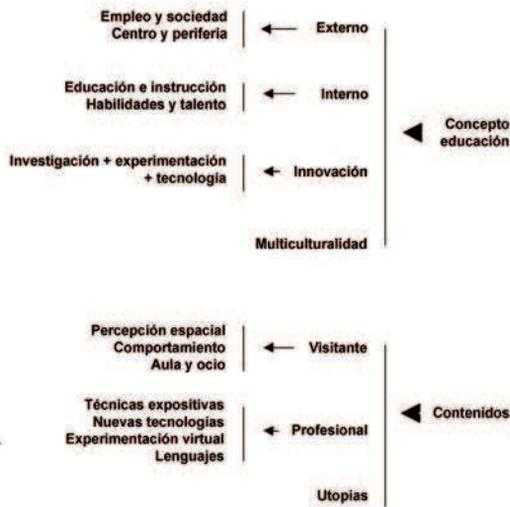 Empleo y sociedad
Centro y periferia
Externo
Educación e instrucción
Habilidades y talento
Interno
Concepto
educación
Investigación + experimentación
+ tecnología
Innovación
Multiculturalidad
Percepción espacial
Comportamiento
Aula y ocio
Visitante
Técnicas expositivas
Nuevas tecnologías
Experimentación virtual
Lenguajes
Profesional
Contenidos
Utopias